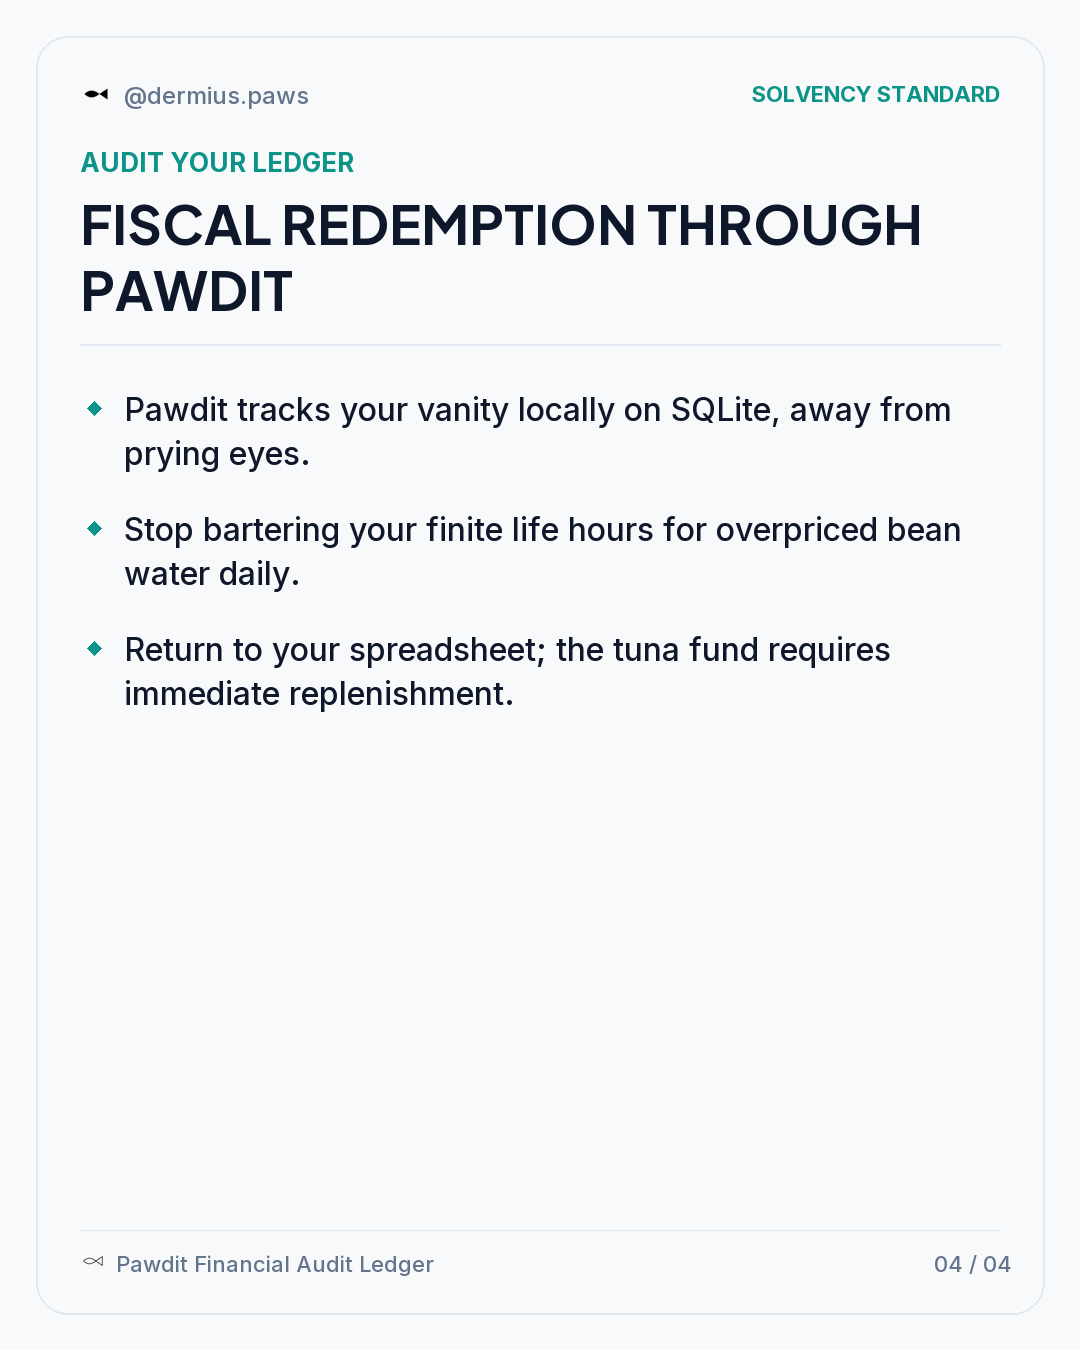 @dermius.paws
SOLVENCY STANDARD
AUDIT YOUR LEDGER
FISCAL REDEMPTION THROUGH
PAWDIT
Pawdit tracks your vanity locally on SQLite, away from
prying eyes.
Stop bartering your finite life hours for overpriced bean
water daily.
Return to your spreadsheet; the tuna fund requires
immediate replenishment.
Pawdit Financial Audit Ledger
04 / 04